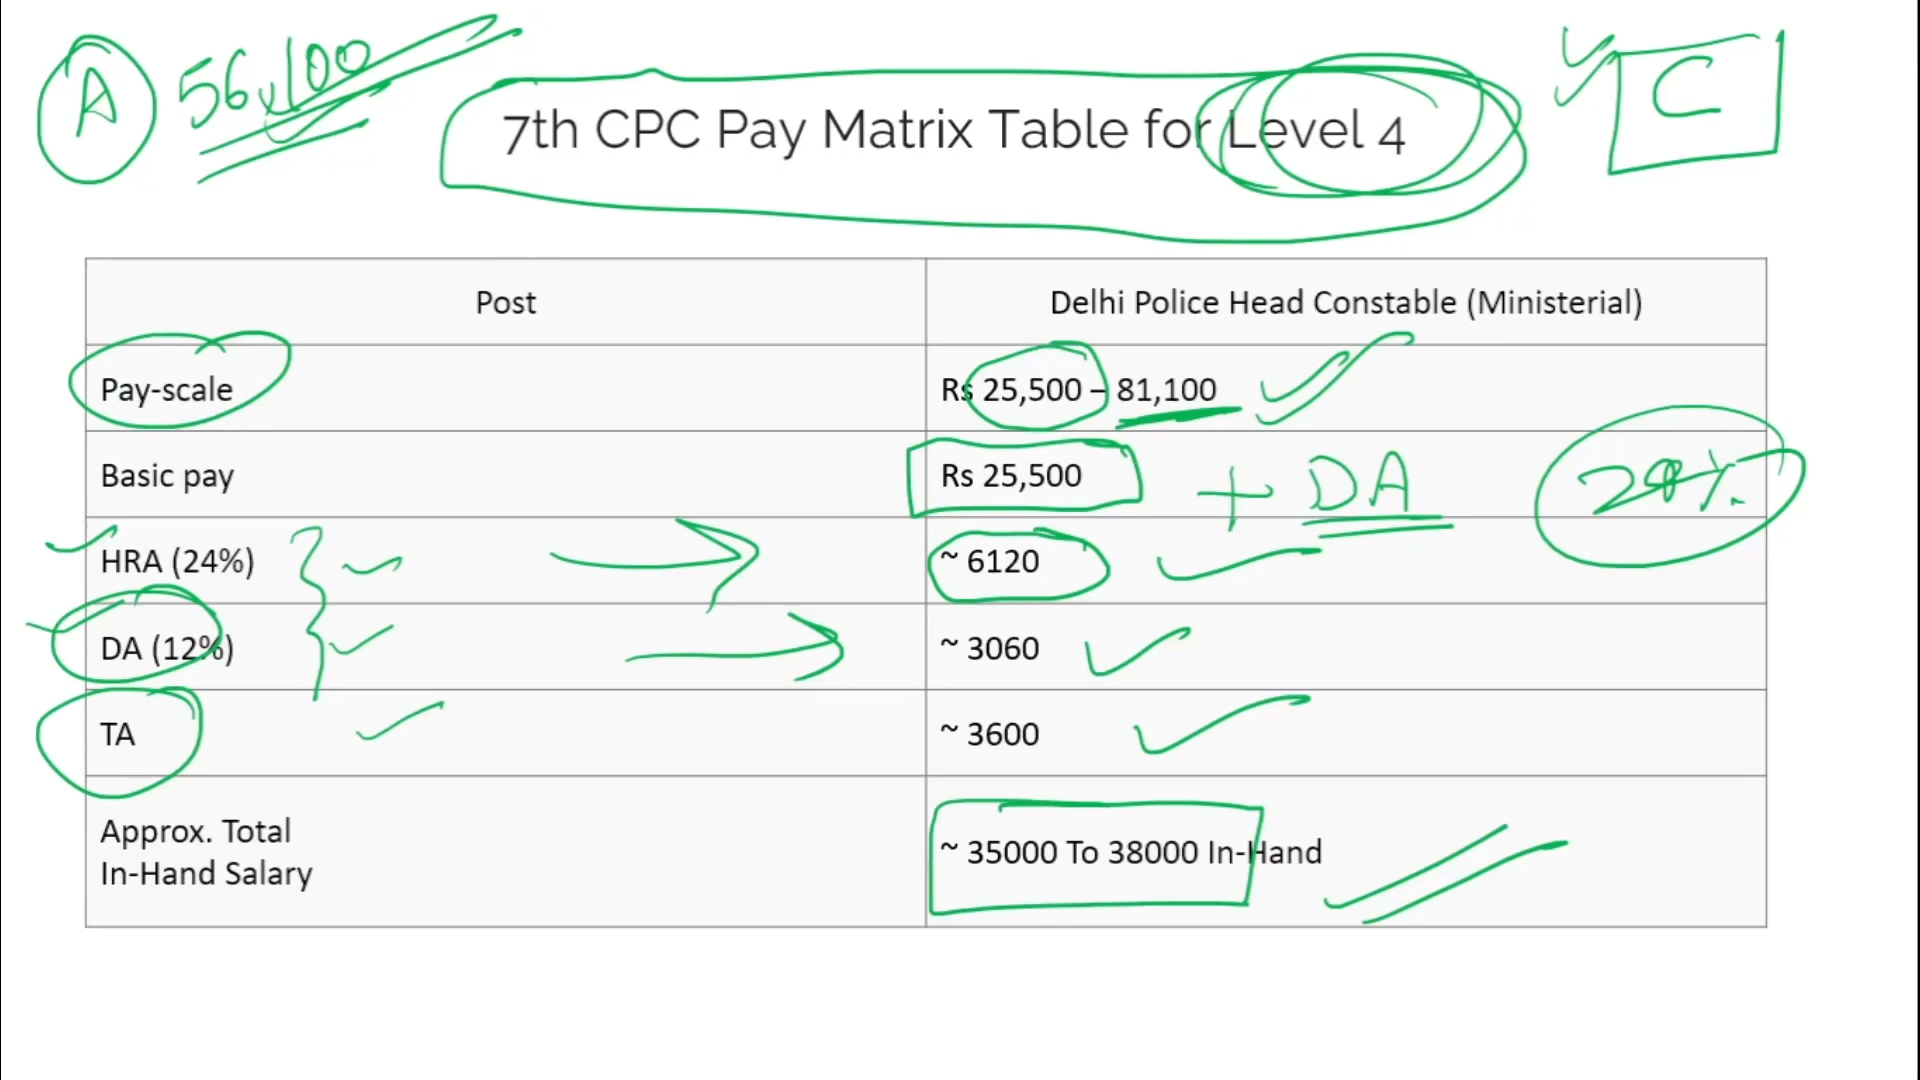 A 56,100
7th CPC Pay Matrix Table for Level 4
C
Post Delhi Police Head Constable (Ministerial)
Pay-scale Rs 25,500 – 81,100
Basic pay Rs 25,500 + DA
HRA (24%) ~ 6120
DA (12%) ~ 3060
TA ~ 3600
Approx. Total
In-Hand Salary ~ 35000 To 38000 In-Hand